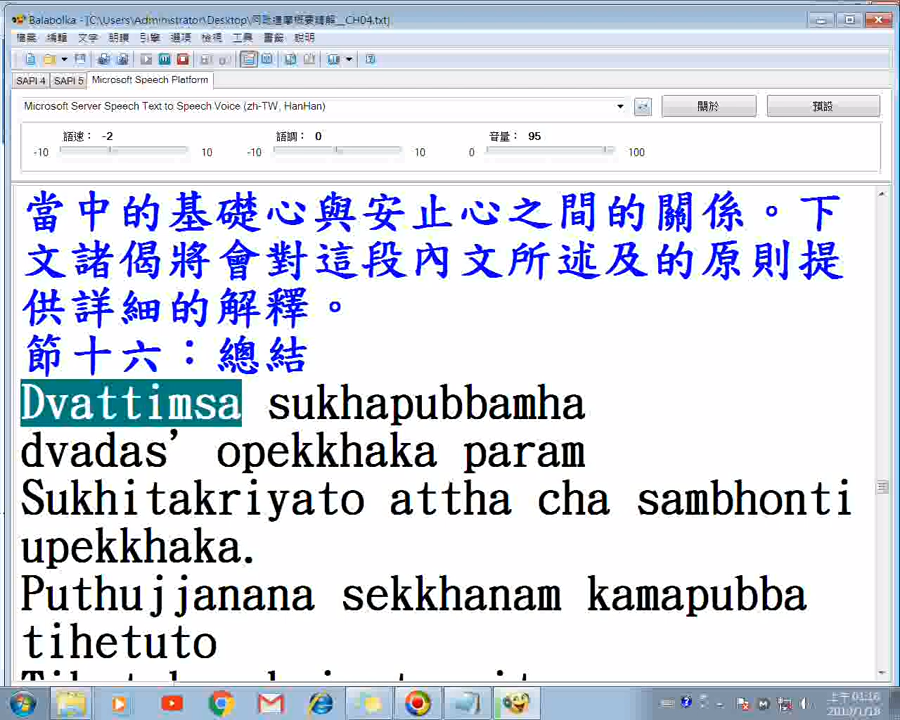 Balabolka - [C:\Users\Administrator\Desktop\阿毗達摩概要精解__CH04.txt]
檔案 編輯 文字 朗讀 引擎 選項 檢視 工具 書籤 說明
SAPI 4 SAPI 5 Microsoft Speech Platform
Microsoft Server Speech Text to Speech Voice (zh-TW, HanHan) 關於 預設
語速： -2 語調： 0 音量： 95
-10 10 -10 10 0 100
當中的基礎心與安止心之間的關係。下
文諸偈將會對這段內文所述及的原則提
供詳細的解釋。
節十六：總結
Dvattimsa sukhapubbamha
dvadas’ opekkhaka param
Sukhitakriyato attha cha sambhonti
upekkhaka.
Puthujjanana sekkhanam kamapubba
tihetuto
上午 01:16
2019/1/18